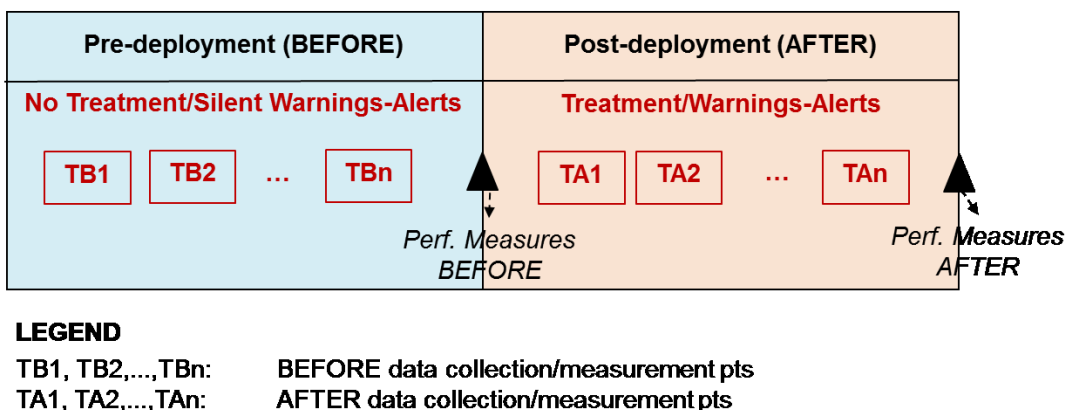 Pre-deployment (BEFORE)
Post-deployment (AFTER)
No Treatment/Silent Warnings-Alerts
Treatment/Warnings-Alerts
TB1
TB2
...
TBn
TA1
TA2
...
TAn
Perf. Measures
BEFORE
Perf. Measures
AFTER
LEGEND
TB1, TB2,...,TBn: BEFORE data collection/measurement pts
TA1, TA2,...,TAn: AFTER data collection/measurement pts